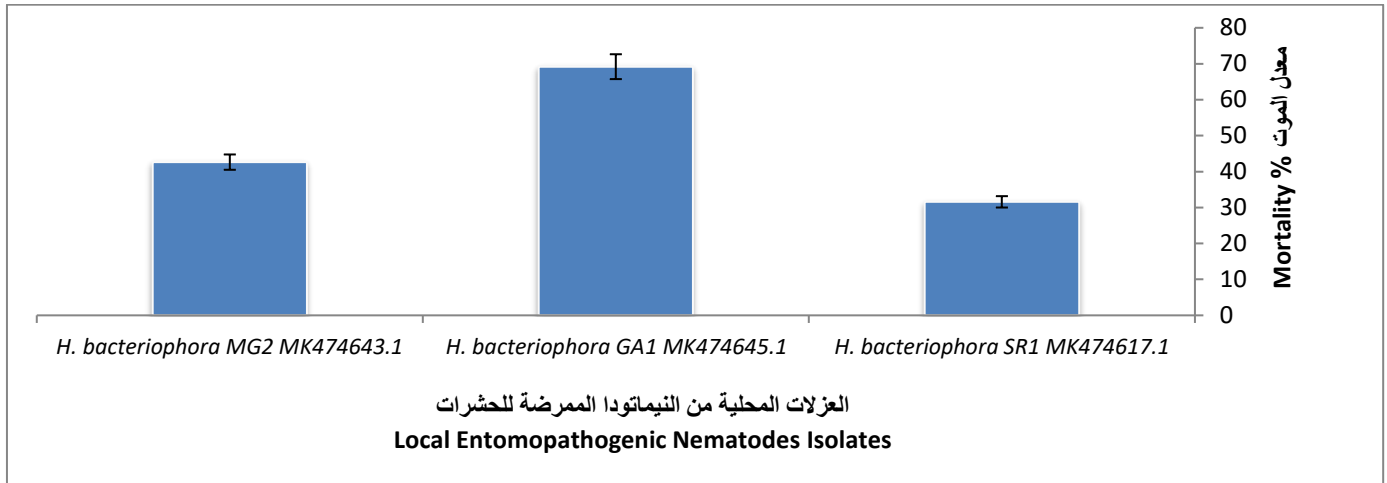 80
70
60
50
40
30
20
10
0
معدل الموت % Mortality
H. bacteriophora MG2 MK474643.1
H. bacteriophora GA1 MK474645.1
H. bacteriophora SR1 MK474617.1
العزلات المحلية من النيماتودا الممرضة للحشرات
Local Entomopathogenic Nematodes Isolates